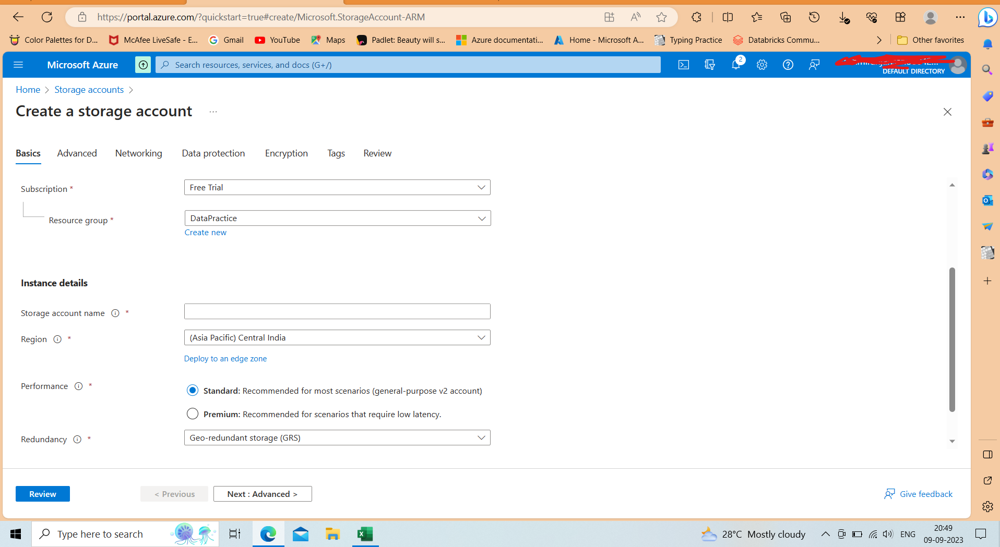 https://portal.azure.com/?quickstart=true#create/Microsoft.StorageAccount-ARM
Color Palettes for D...
McAfee LiveSafe - E...
Gmail
YouTube
Maps
Padlet: Beauty will s...
Azure documentati...
Home - Microsoft A...
Typing Practice
Databricks Commu...
Other favorites
Microsoft Azure
Search resources, services, and docs (G+/)
2
DEFAULT DIRECTORY
Home > Storage accounts >
Create a storage account ...
Basics Advanced Networking Data protection Encryption Tags Review
Subscription *
Free Trial
Resource group *
DataPractice
Create new
Instance details
Storage account name *
Region *
(Asia Pacific) Central India
Deploy to an edge zone
Performance *
Standard: Recommended for most scenarios (general-purpose v2 account)
Premium: Recommended for scenarios that require low latency.
Redundancy *
Geo-redundant storage (GRS)
Review
< Previous
Next : Advanced >
Give feedback
Type here to search
28°C Mostly cloudy
ENG
20:49
09-09-2023